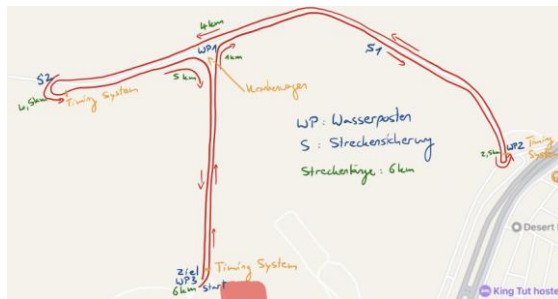 4km
WP1
1km
S1
S2
5km
4,5km
Timing System
WP: Wasserposten
S: Streckensicherung
Streckenlänge: 6km
2,5km
WP2
Timing
System
Desert
King Tut hoste
Ziel
WP3
Timing System
6km
Start